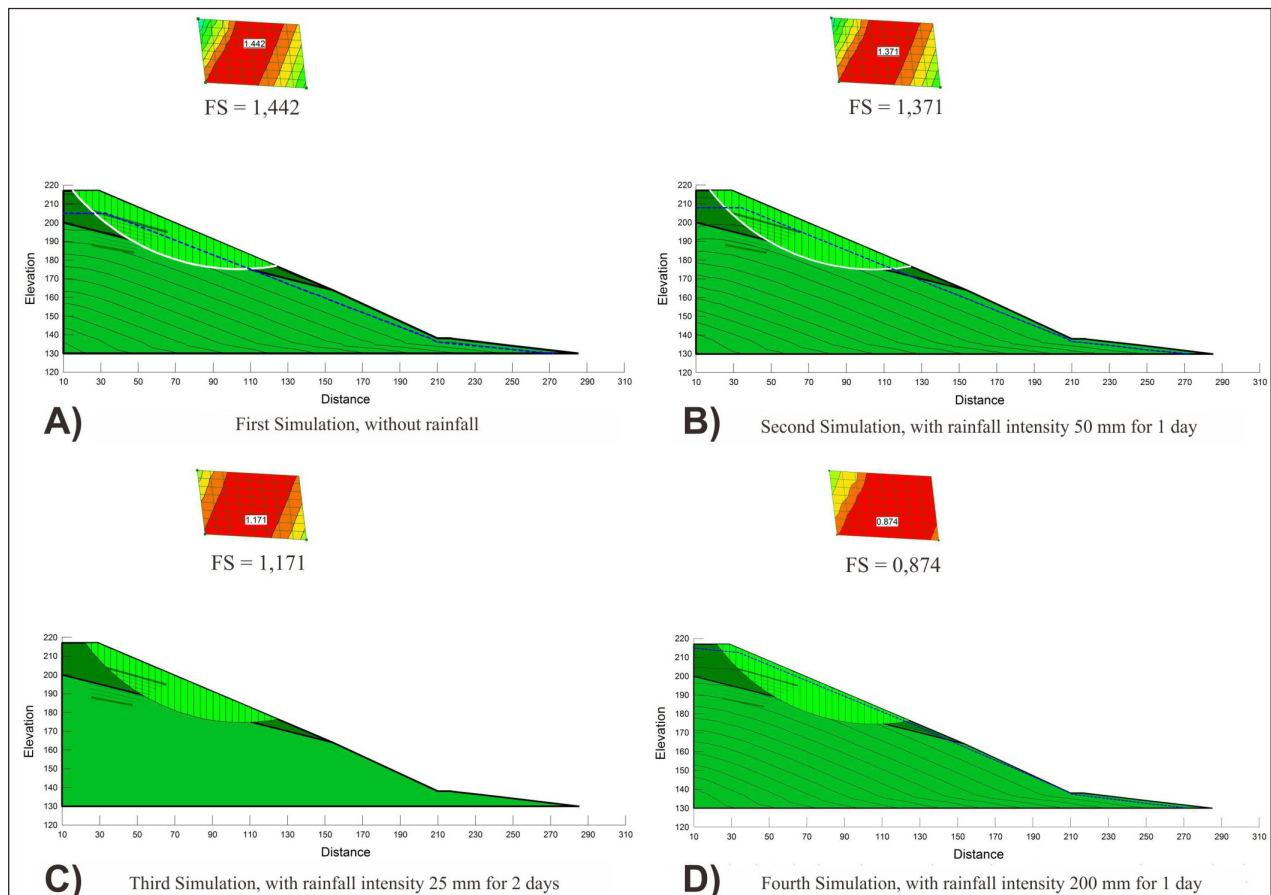 1.442
FS = 1,442
220
210
200
190
180
170
160
150
140
130
120
Elevation
10 30 50 70 90 110 130 150 170 190 210 230 250 270 290 310
Distance
A)
First Simulation, without rainfall
1.371
FS = 1,371
220
210
200
190
180
170
160
150
140
130
120
Elevation
10 30 50 70 90 110 130 150 170 190 210 230 250 270 290 310
Distance
B)
Second Simulation, with rainfall intensity 50 mm for 1 day
1.171
FS = 1,171
220
210
200
190
180
170
160
150
140
130
120
Elevation
10 30 50 70 90 110 130 150 170 190 210 230 250 270 290 310
Distance
C)
Third Simulation, with rainfall intensity 25 mm for 2 days
0.874
FS = 0,874
220
210
200
190
180
170
160
150
140
130
120
Elevation
10 30 50 70 90 110 130 150 170 190 210 230 250 270 290 310
Distance
D)
Fourth Simulation, with rainfall intensity 200 mm for 1 day